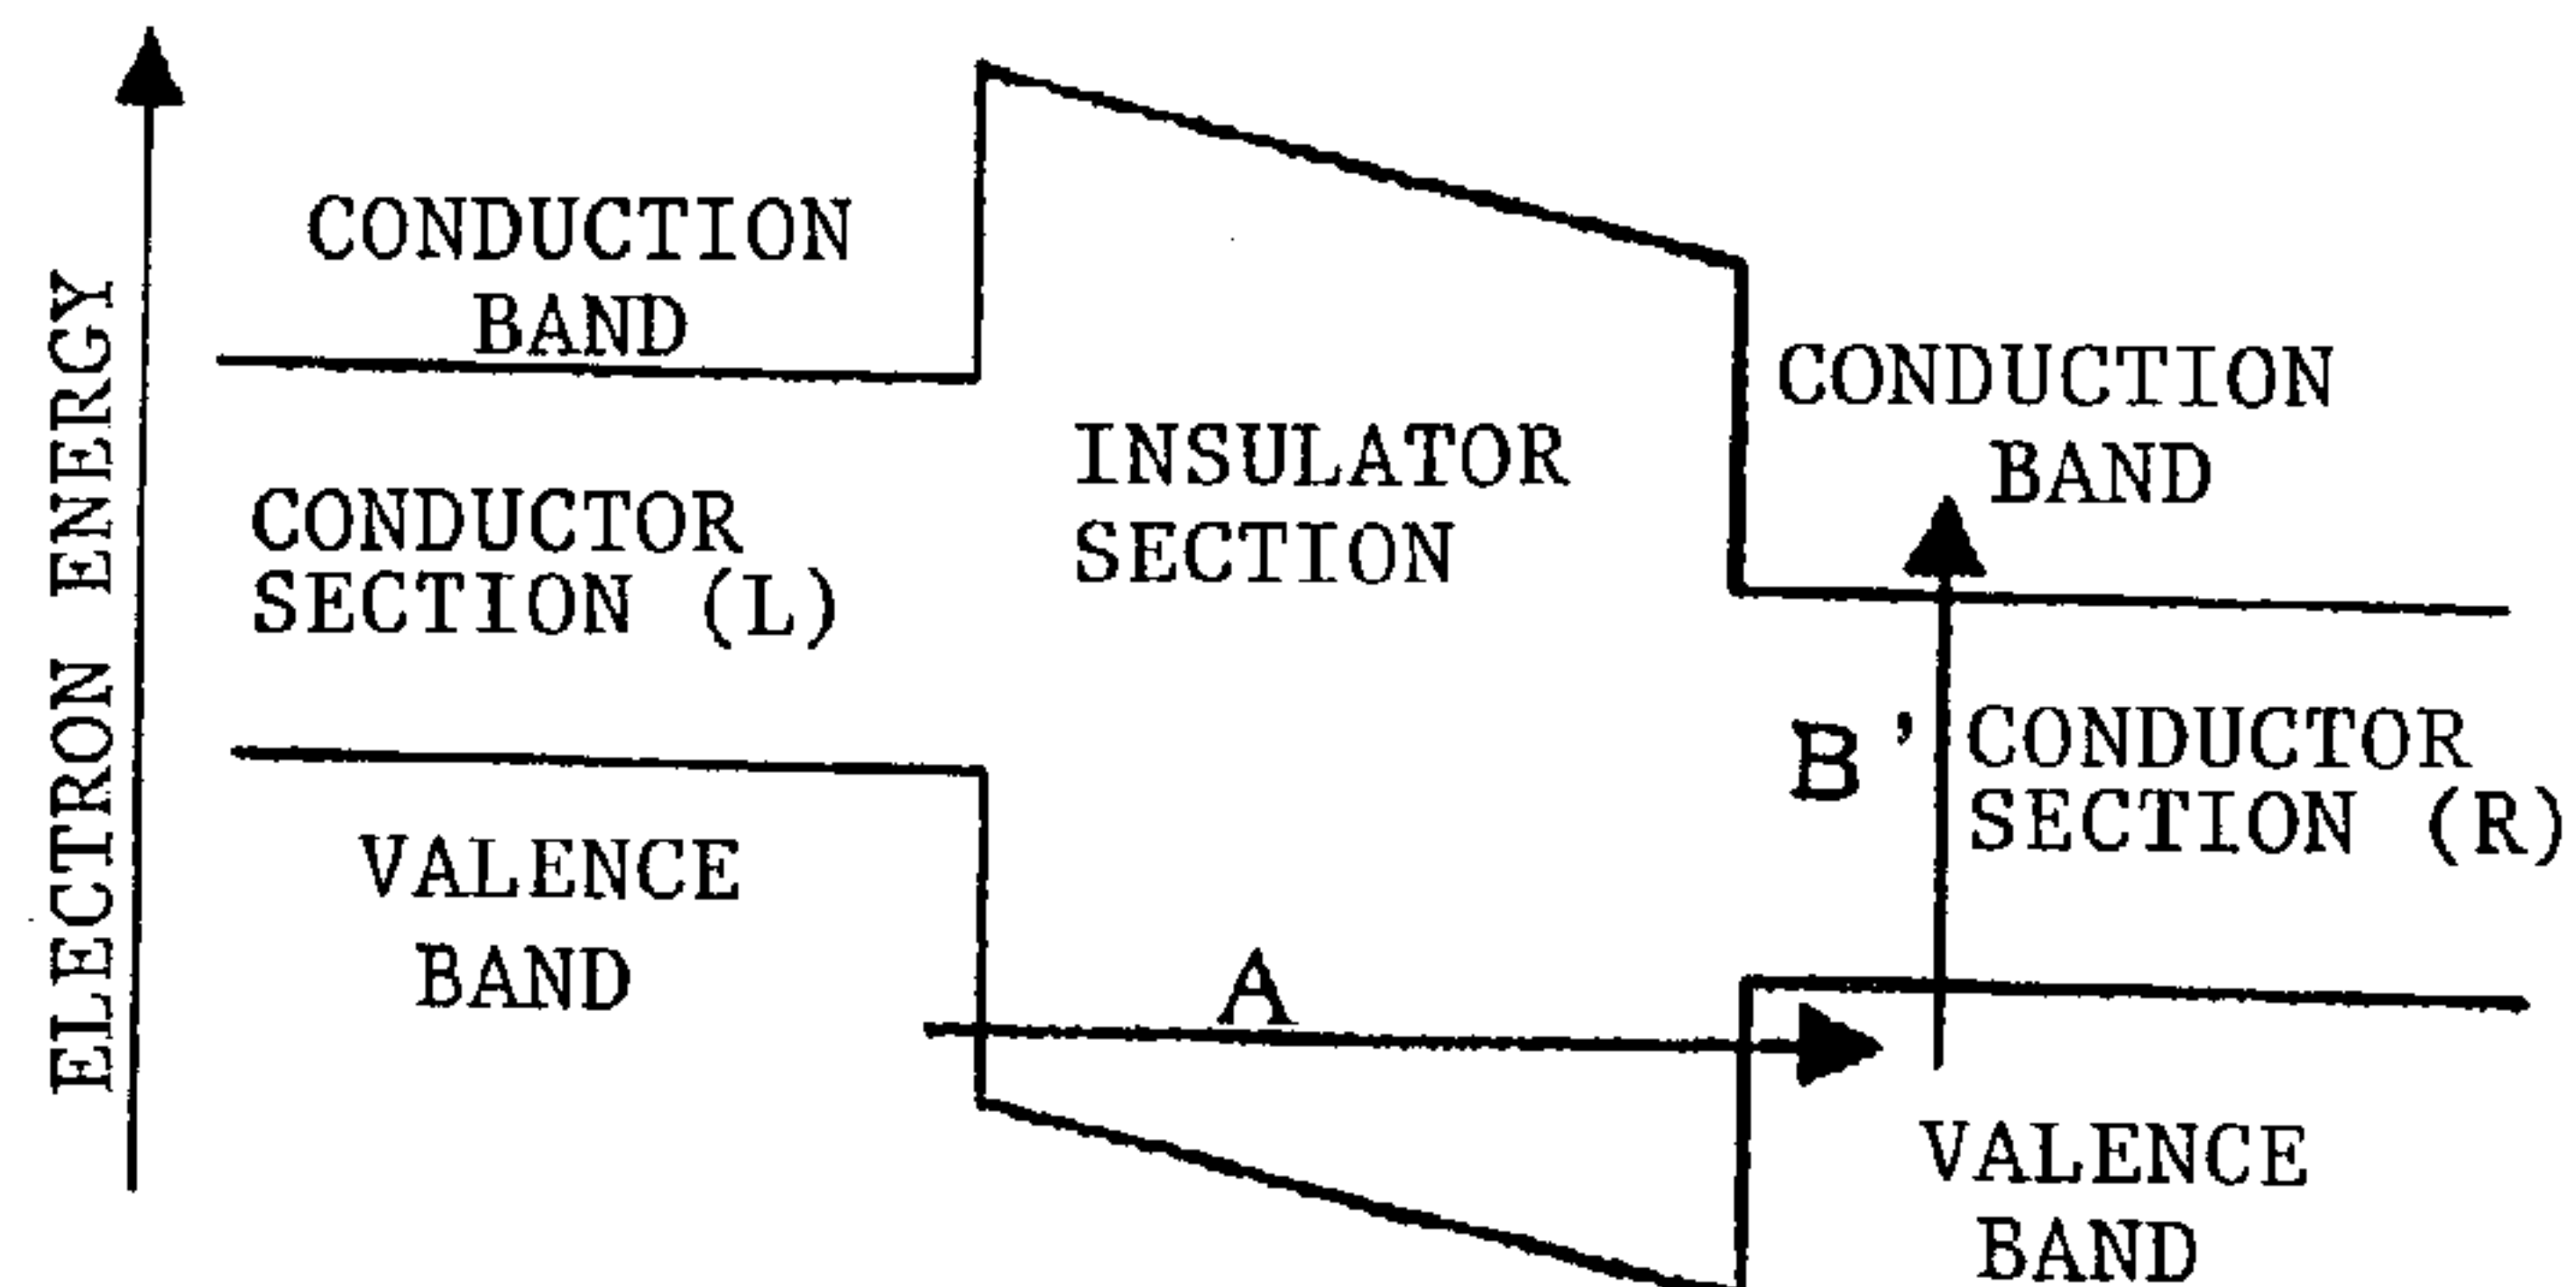 ELECTRON ENERGY
CONDUCTION
BAND
CONDUCTOR
SECTION (L)
VALENCE
BAND
INSULATOR
SECTION
A
CONDUCTION
BAND
B'
CONDUCTOR
SECTION (R)
VALENCE
BAND